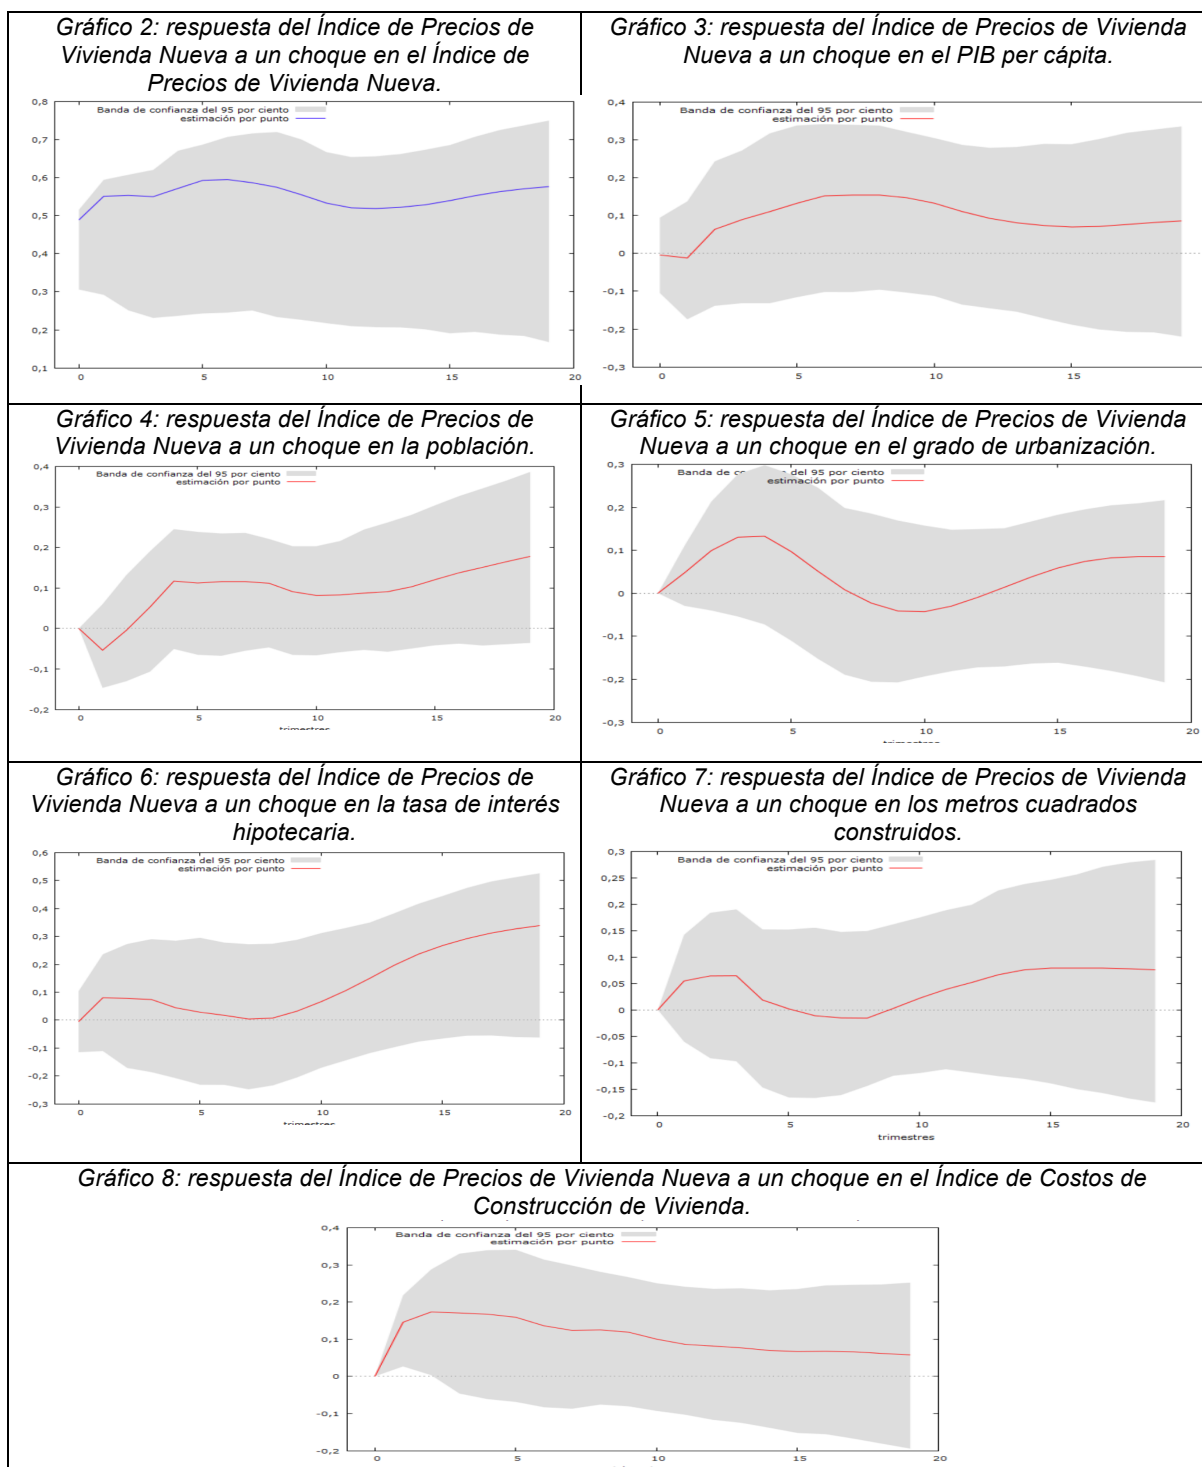 Gráfico 2: respuesta del Índice de Precios de
Vivienda Nueva a un choque en el Índice de
Precios de Vivienda Nueva.
0,8
0,7
0,6
0,5
0,4
0,3
0,2
0,1
Banda de confianza del 95 por ciento
estimación por punto
0 5 10 15 20
Gráfico 3: respuesta del Índice de Precios de Vivienda
Nueva a un choque en el PIB per cápita.
0,4
0,3
0,2
0,1
0
-0,1
-0,2
-0,3
Banda de confianza del 95 por ciento
estimación por punto
0 5 10 15
Gráfico 4: respuesta del Índice de Precios de
Vivienda Nueva a un choque en la población.
0,4
0,3
0,2
0,1
0
-0,1
-0,2
Banda de confianza del 95 por ciento
estimación por punto
0 5 10 15 20
trimestres
Gráfico 5: respuesta del Índice de Precios de Vivienda
Nueva a un choque en el grado de urbanización.
0,3
0,2
0,1
0
-0,1
-0,2
-0,3
Banda de por ciento
estimación por punto
0 5 10 15 20
trimestres
Gráfico 6: respuesta del Índice de Precios de
Vivienda Nueva a un choque en la tasa de interés
hipotecaria.
0,6
0,5
0,4
0,3
0,2
0,1
0
-0,1
-0,2
-0,3
Banda de confianza del 95 por ciento
estimación por punto
0 5 10 15 20
trimestres
Gráfico 7: respuesta del Índice de Precios de Vivienda
Nueva a un choque en los metros cuadrados
construidos.
0,3
0,25
0,2
0,15
0,1
0,05
0
-0,05
-0,1
-0,15
-0,2
Banda de confianza del 95 por ciento
estimación por punto
0 5 10 15 20
trimestres
Gráfico 8: respuesta del Índice de Precios de Vivienda Nueva a un choque en el Índice de Costos de
Construcción de Vivienda.
0,4
0,3
0,2
0,1
0
-0,1
-0,2
Banda de confianza del 95 por ciento
estimación por punto
0 5 10 15 20